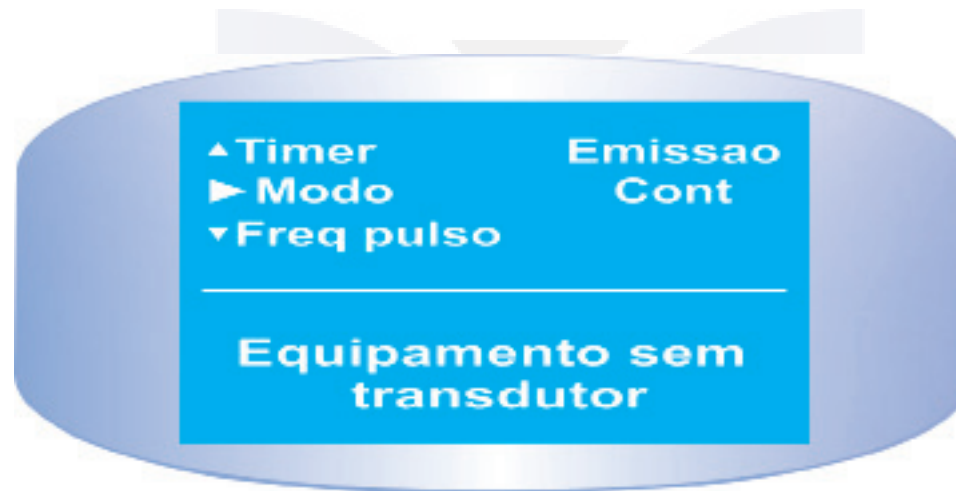 Timer Emissao
Modo Cont
Freq pulso
Equipamento sem
transdutor